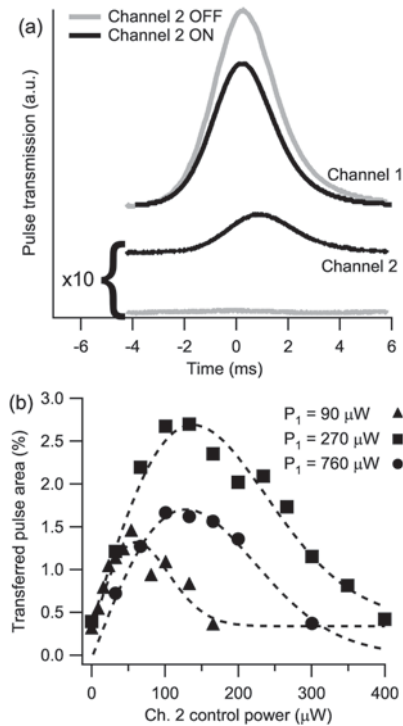 (a)
Channel 2 OFF
Channel 2 ON
Pulse transmission (a.u.)
Channel 1
Channel 2
x10
-6 -4 -2 0 2 4 6
Time (ms)
(b)
3.0
2.5
2.0
1.5
1.0
0.5
0.0
Transferred pulse area (%)
P1 = 90 μW
P1 = 270 μW
P1 = 760 μW
0 100 200 300 400
Ch. 2 control power (μW)